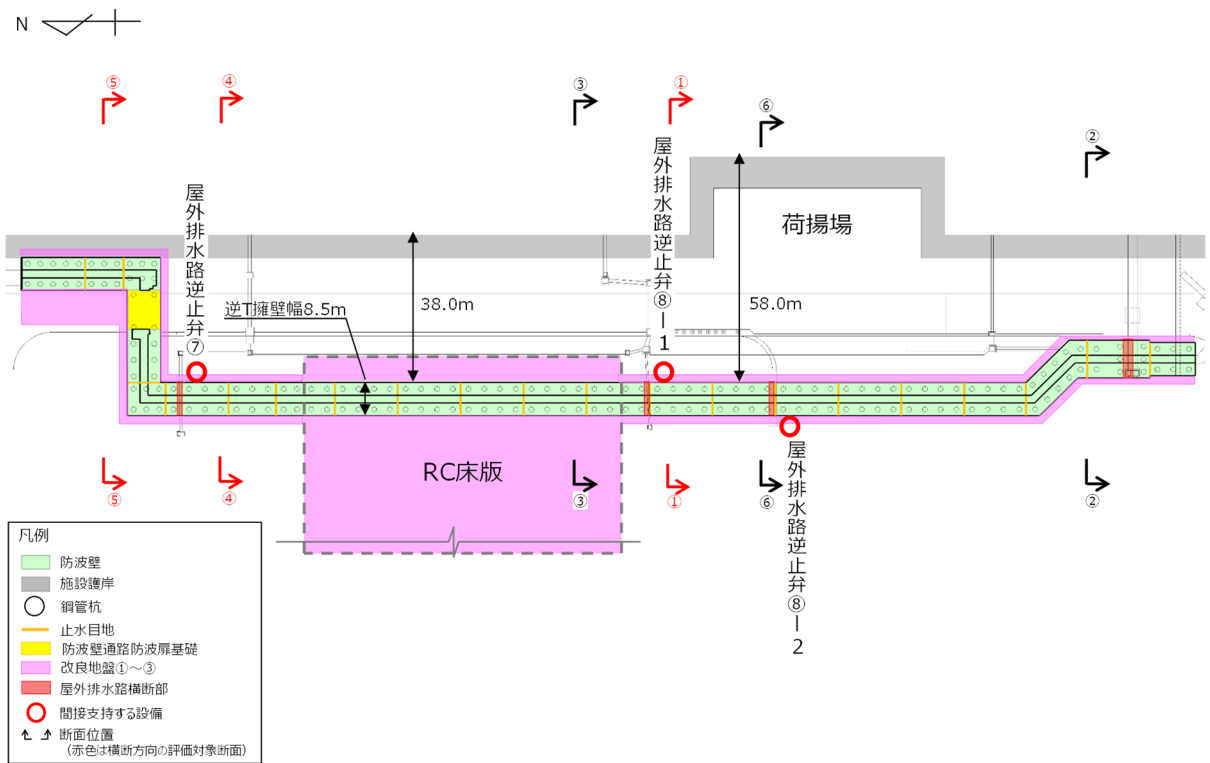 N
⑤
④
③
①
⑥
②
屋外排水路逆止弁⑦
屋外排水路逆止弁⑧ー1
荷揚場
逆T擁壁幅8.5m
38.0m
58.0m
RC床版
⑤
④
③
①
⑥
②
屋外排水路逆止弁⑧ー2
凡例
防波壁
施設護岸
鋼管杭
止水目地
防波壁通路防波扉基礎
改良地盤①～③
屋外排水路横断部
間接支持する設備
断面位置
（赤色は横断方向の評価対象断面）